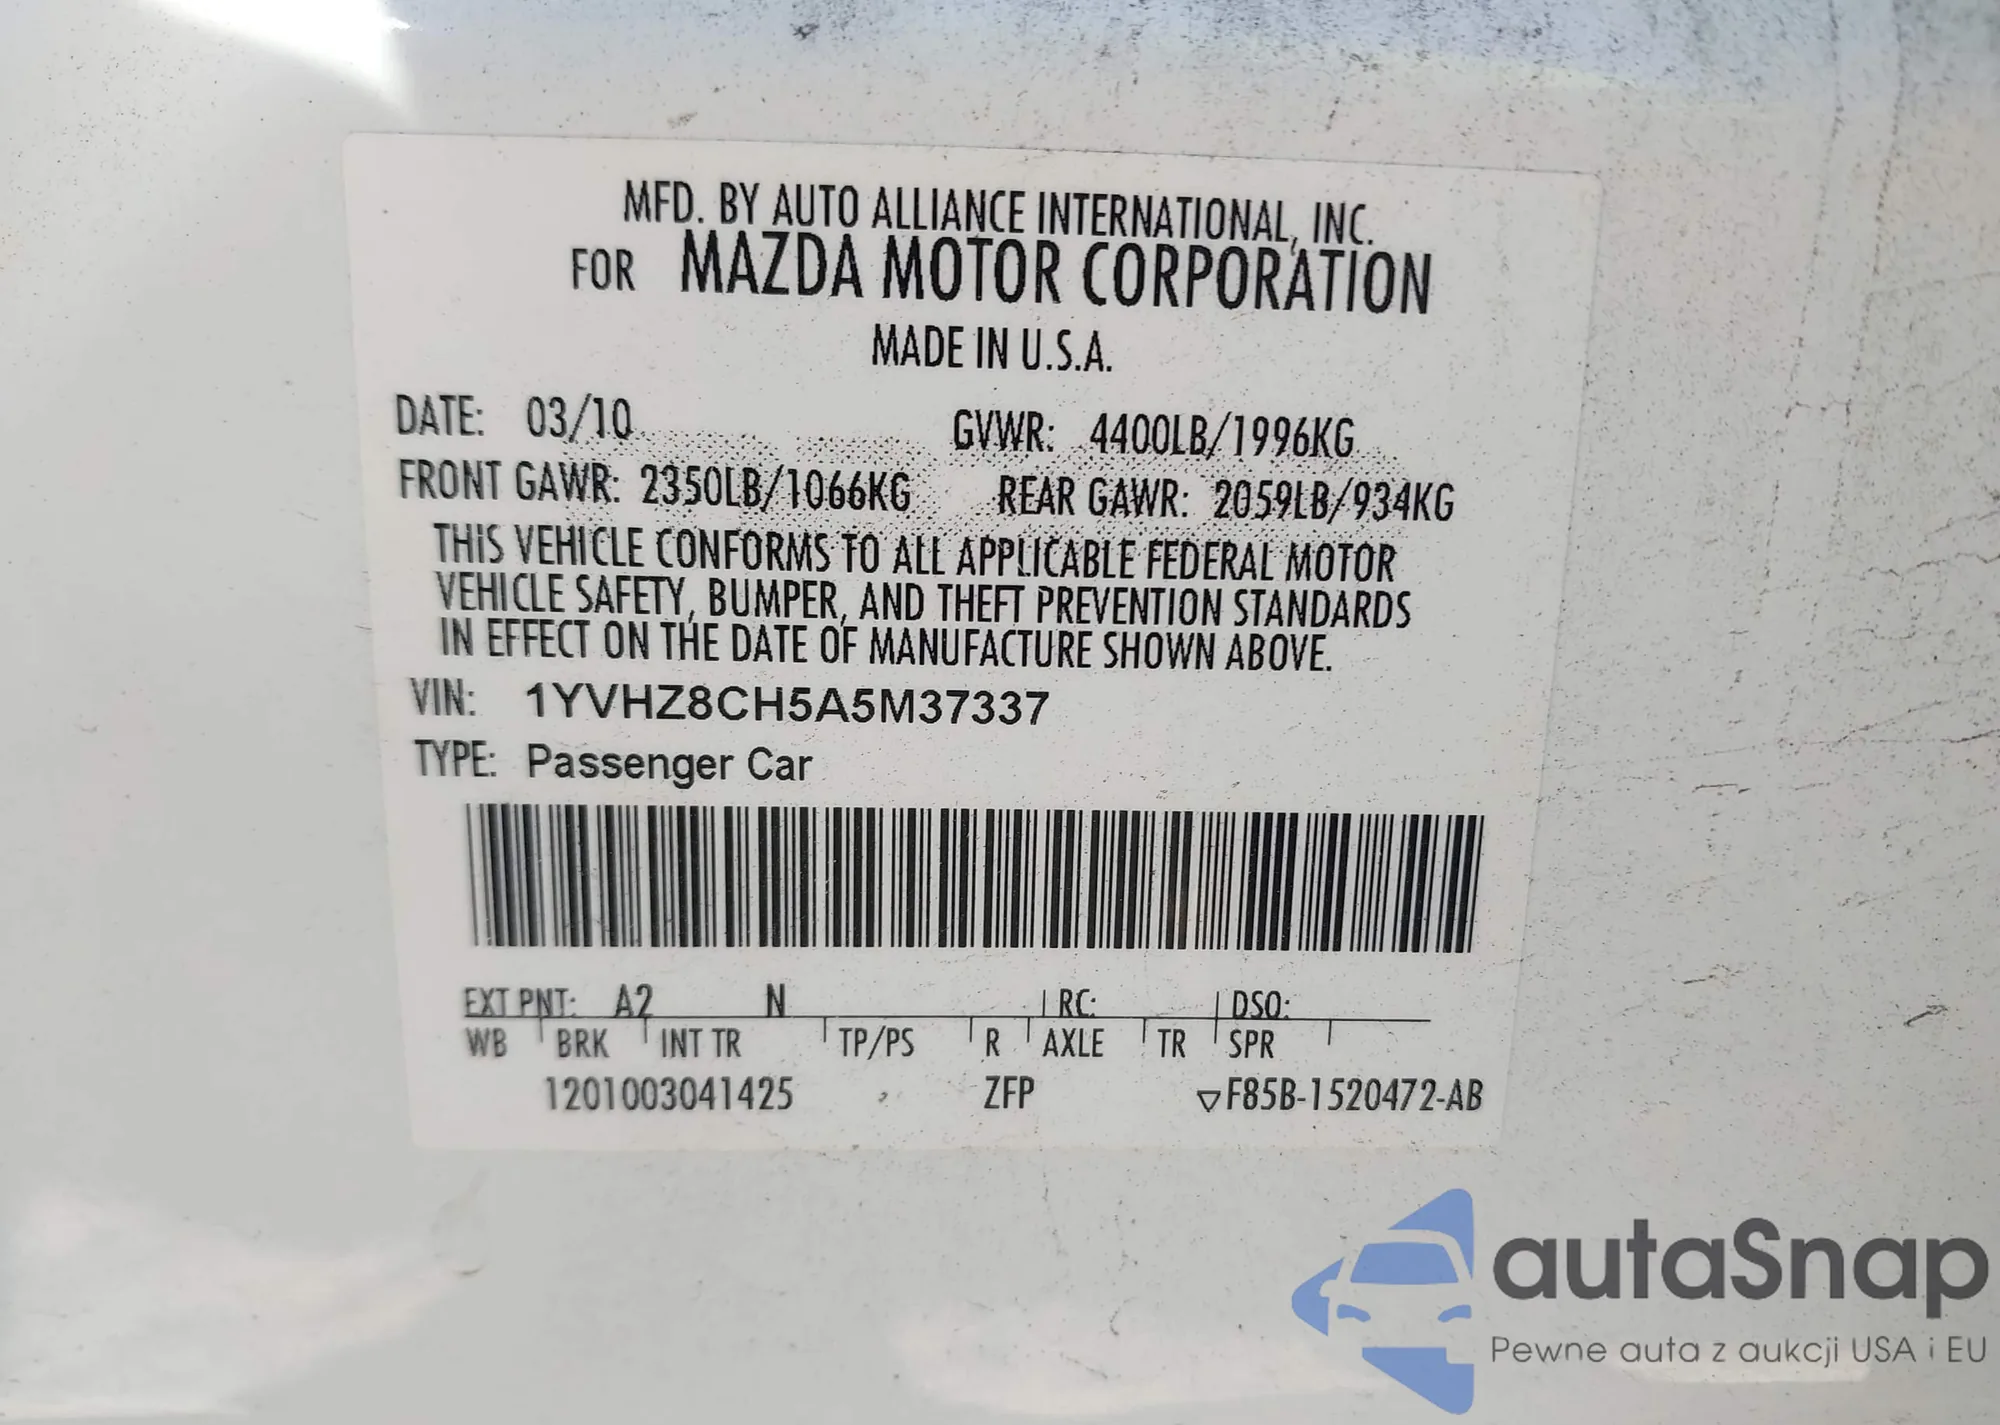 MFD. BY AUTO ALLIANCE INTERNATIONAL, INC.
FOR MAZDA MOTOR CORPORATION
MADE IN U.S.A.
DATE: 03/10 GVWR: 4400LB/1996KG
FRONT GAWR: 2350LB/1066KG REAR GAWR: 2059LB/934KG
THIS VEHICLE CONFORMS TO ALL APPLICABLE FEDERAL MOTOR
VEHICLE SAFETY, BUMPER, AND THEFT PREVENTION STANDARDS
IN EFFECT ON THE DATE OF MANUFACTURE SHOWN ABOVE.
VIN: 1YVHZ8CH5A5M37337
TYPE: Passenger Car
EXT PNT: A2 N RC: DSO:
WB BRK INT TR TP/PS R AXLE TR SPR
1201003041425 ZFP ▽F85B-1520472-AB
autaSnap
Pewne auta z aukcji USA i EU